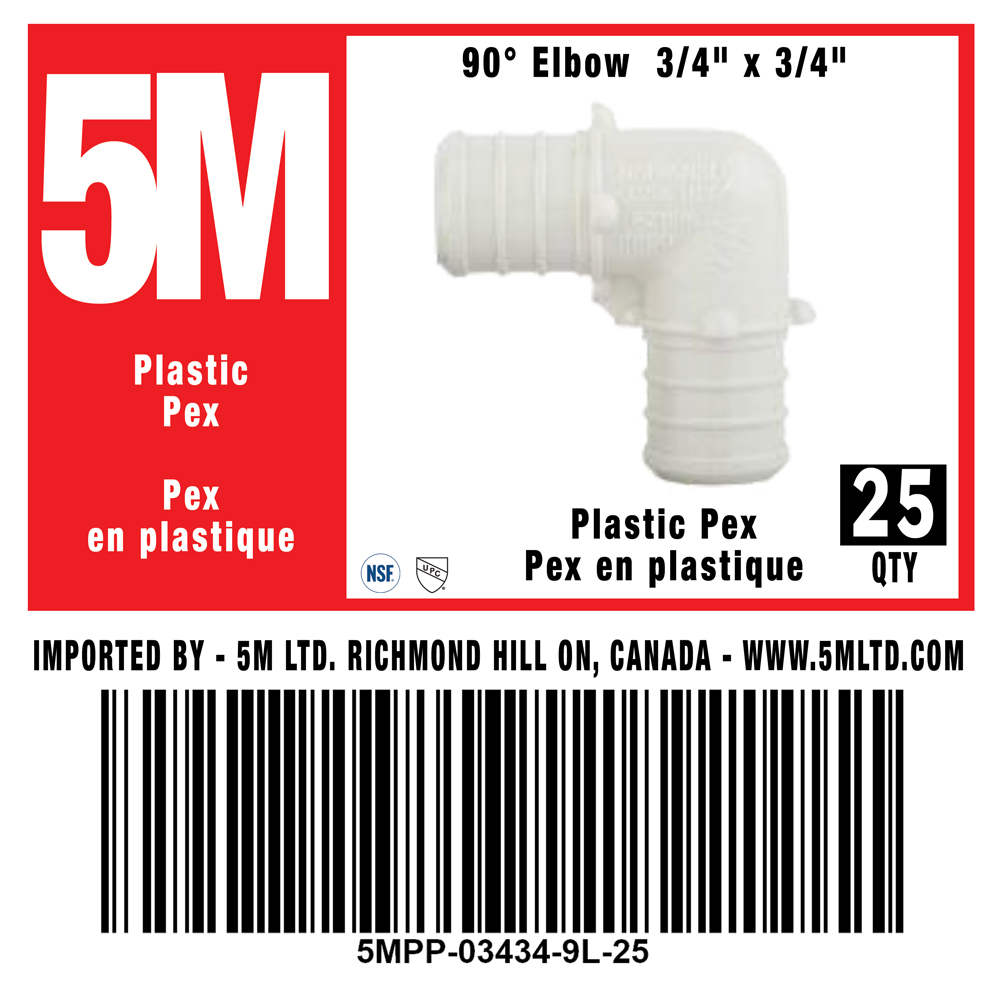 5M
Plastic
Pex
Pex
en plastique
90° Elbow 3/4" x 3/4"
Plastic Pex
Pex en plastique
25
QTY
NSF.
UPC
IMPORTED BY - 5M LTD. RICHMOND HILL ON, CANADA - WWW.5MLTD.COM
5MPP-03434-9L-25